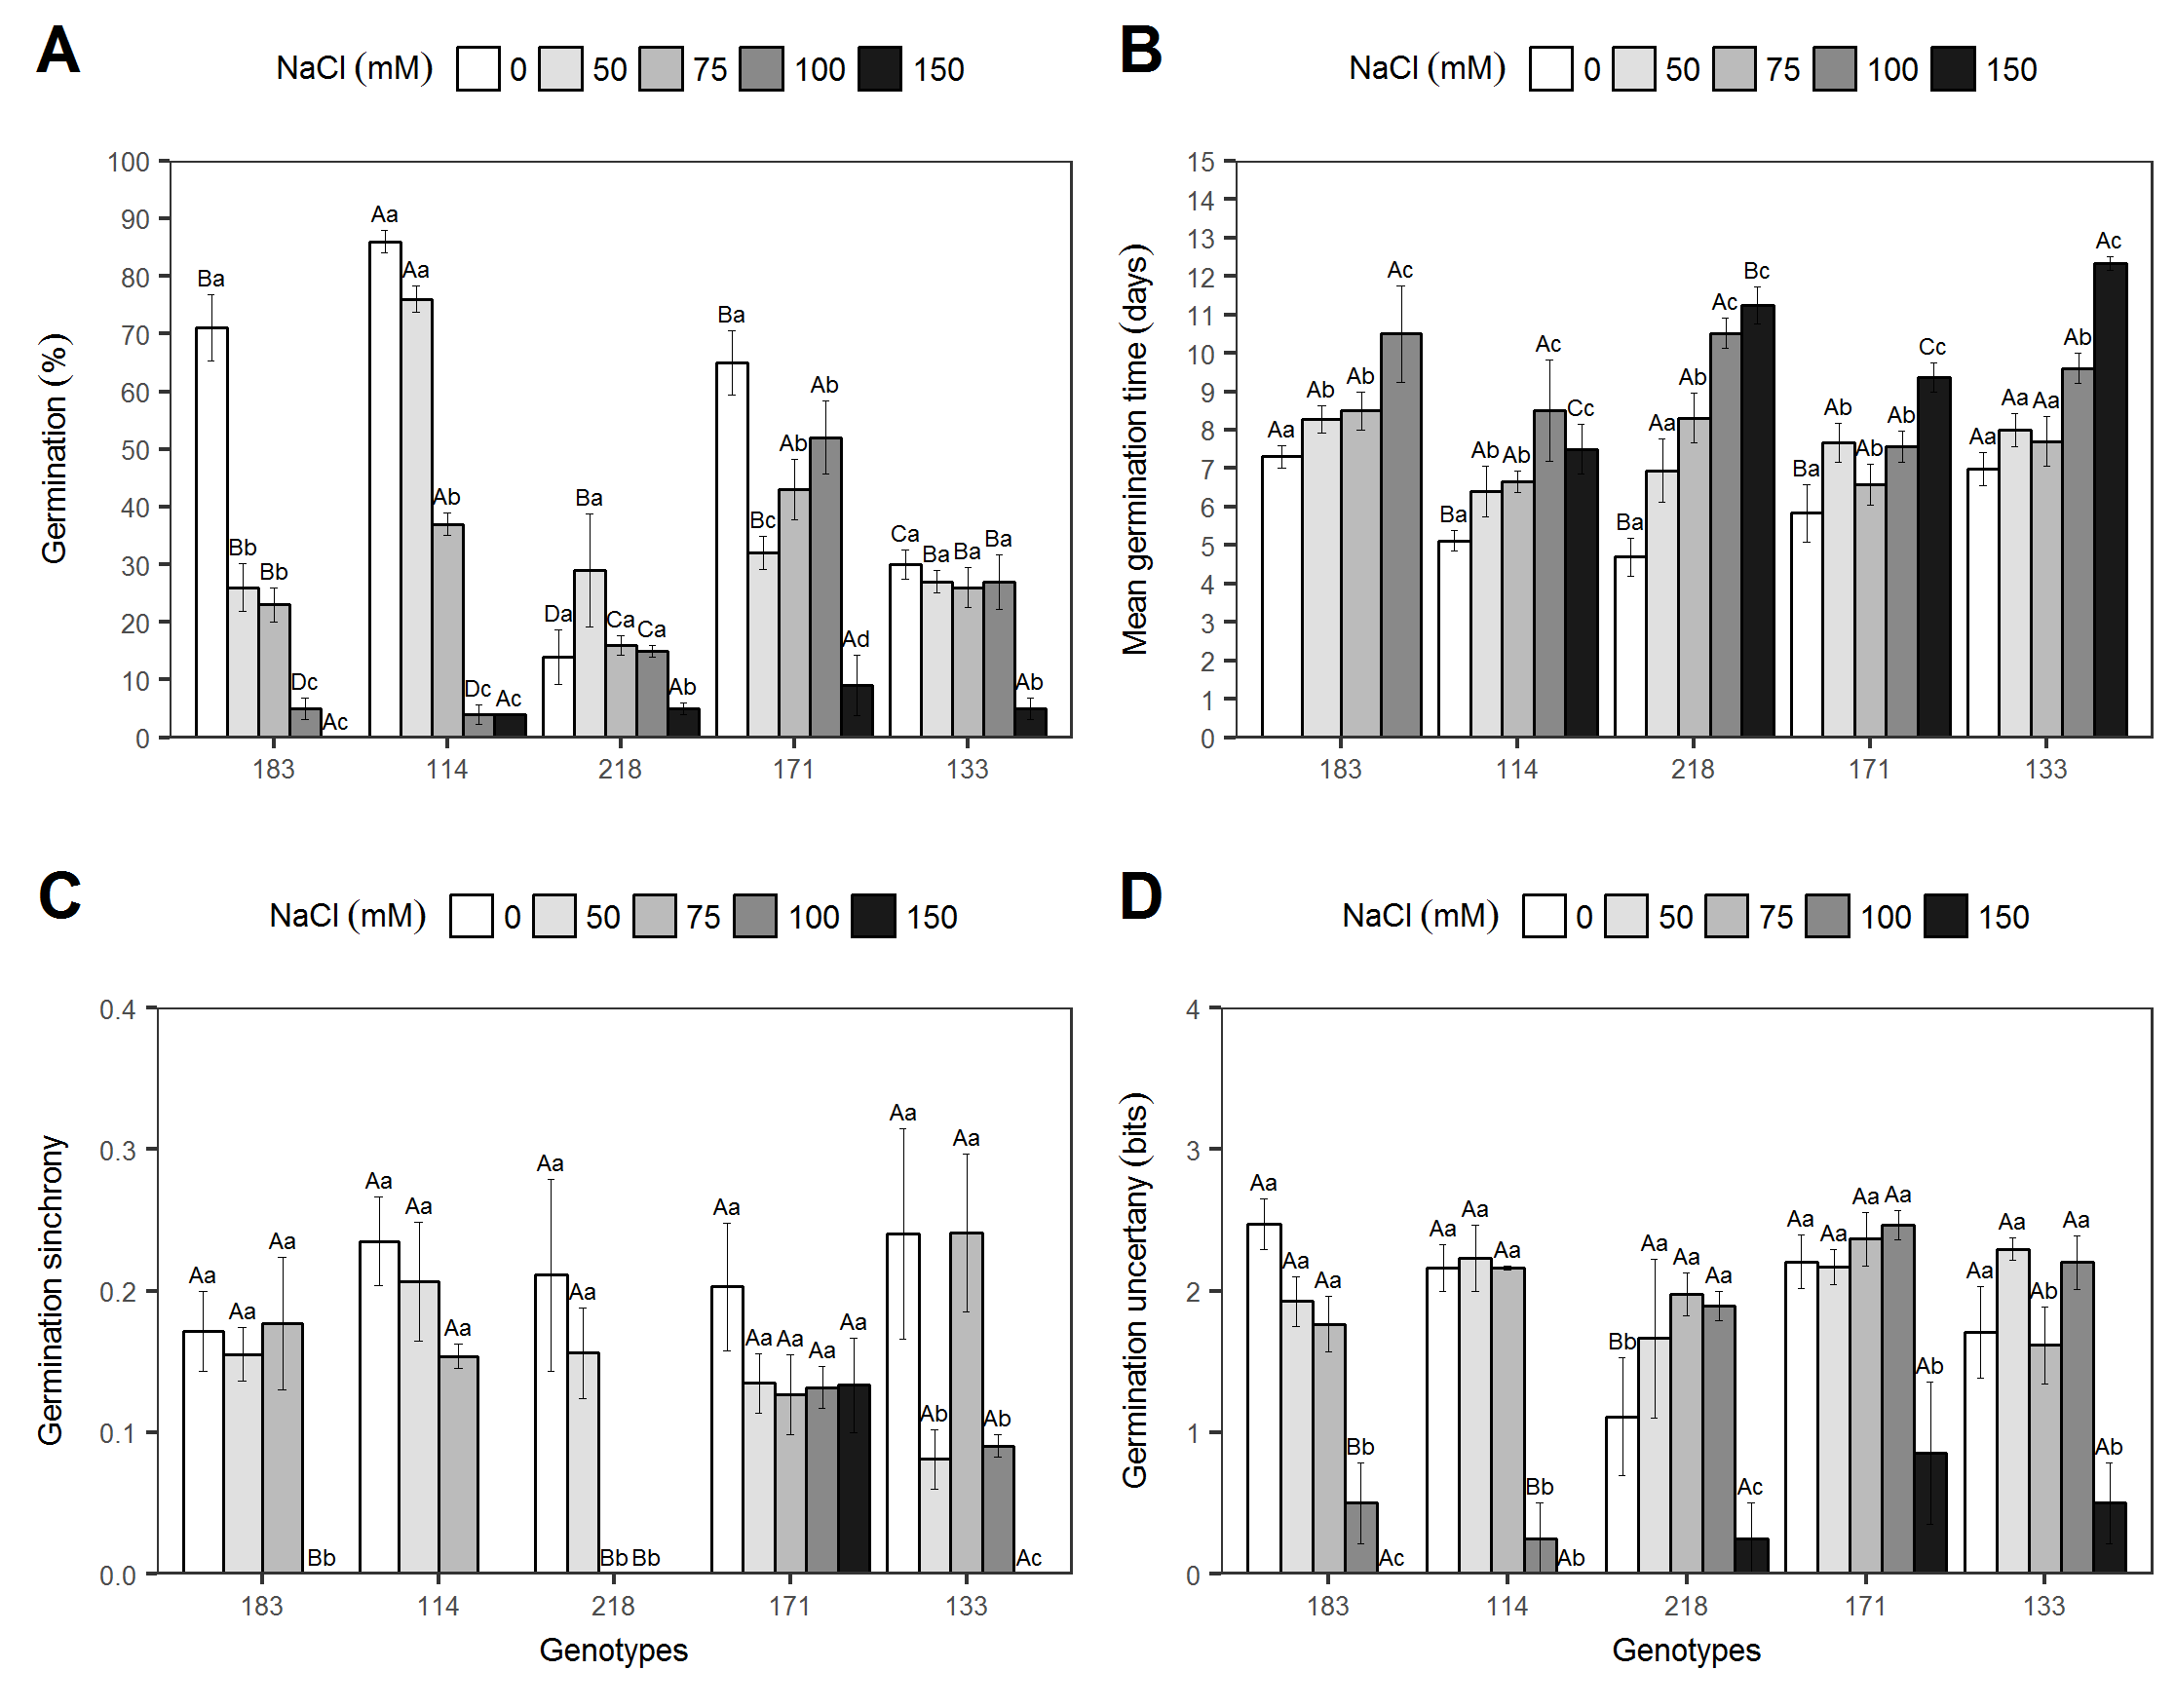 A
NaCl (mM) 0 50 75 100 150
Germination (%)
100
90
80
70
60
50
40
30
20
10
0
Ba Bb Bb Dc Ac
Aa Aa Ab Dc Ac
Da Ba Ca Ca Ab
Ba Bc Ab Ab Ad
Ca Ba Ba Ba Ab
183 114 218 171 133
B
NaCl (mM) 0 50 75 100 150
Mean germination time (days)
15
14
13
12
11
10
9
8
7
6
5
4
3
2
1
0
Aa Ab Ab Ac
Ba Ab Ab Ac Cc
Ba Aa Ab Ac Bc
Ba Ab Ab Ab Cc
Aa Aa Aa Ab Ac
183 114 218 171 133
C
NaCl (mM) 0 50 75 100 150
Germination sinchrony
0.4
0.3
0.2
0.1
0.0
Aa Aa Aa Bb
Aa Aa Aa
Aa Aa Bb Bb
Aa Aa Aa Aa Aa
Aa Ab Aa Ab Ac
183 114 218 171 133
Genotypes
D
NaCl (mM) 0 50 75 100 150
Germination uncertany (bits)
4
3
2
1
0
Aa Aa Aa Bb Ac
Aa Aa Aa Bb Ab
Bb Aa Aa Aa Ac
Aa Aa Aa Aa Ab
Aa Aa Ab Aa Ab
183 114 218 171 133
Genotypes